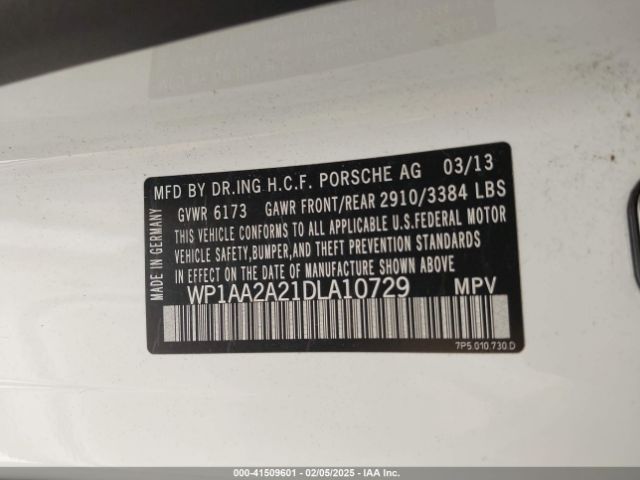 MFD BY DR.ING H.C.F. PORSCHE AG 03/13
GVWR 6173 GAWR FRONT/REAR 2910/3384 LBS
THIS VEHICLE CONFORMS TO ALL APPLICABLE U.S.FEDERAL MOTOR
VEHICLE SAFETY,BUMPER,AND THEFT PREVENTION STANDARDS
IN EFFECT ON THE DATE OF MANUFACTURE SHOWN ABOVE
WP1AA2A21DLA10729 MPV
MADE IN GERMANY
7P5.010.730.D
000-41509601 - 02/05/2025 - IAA Inc.